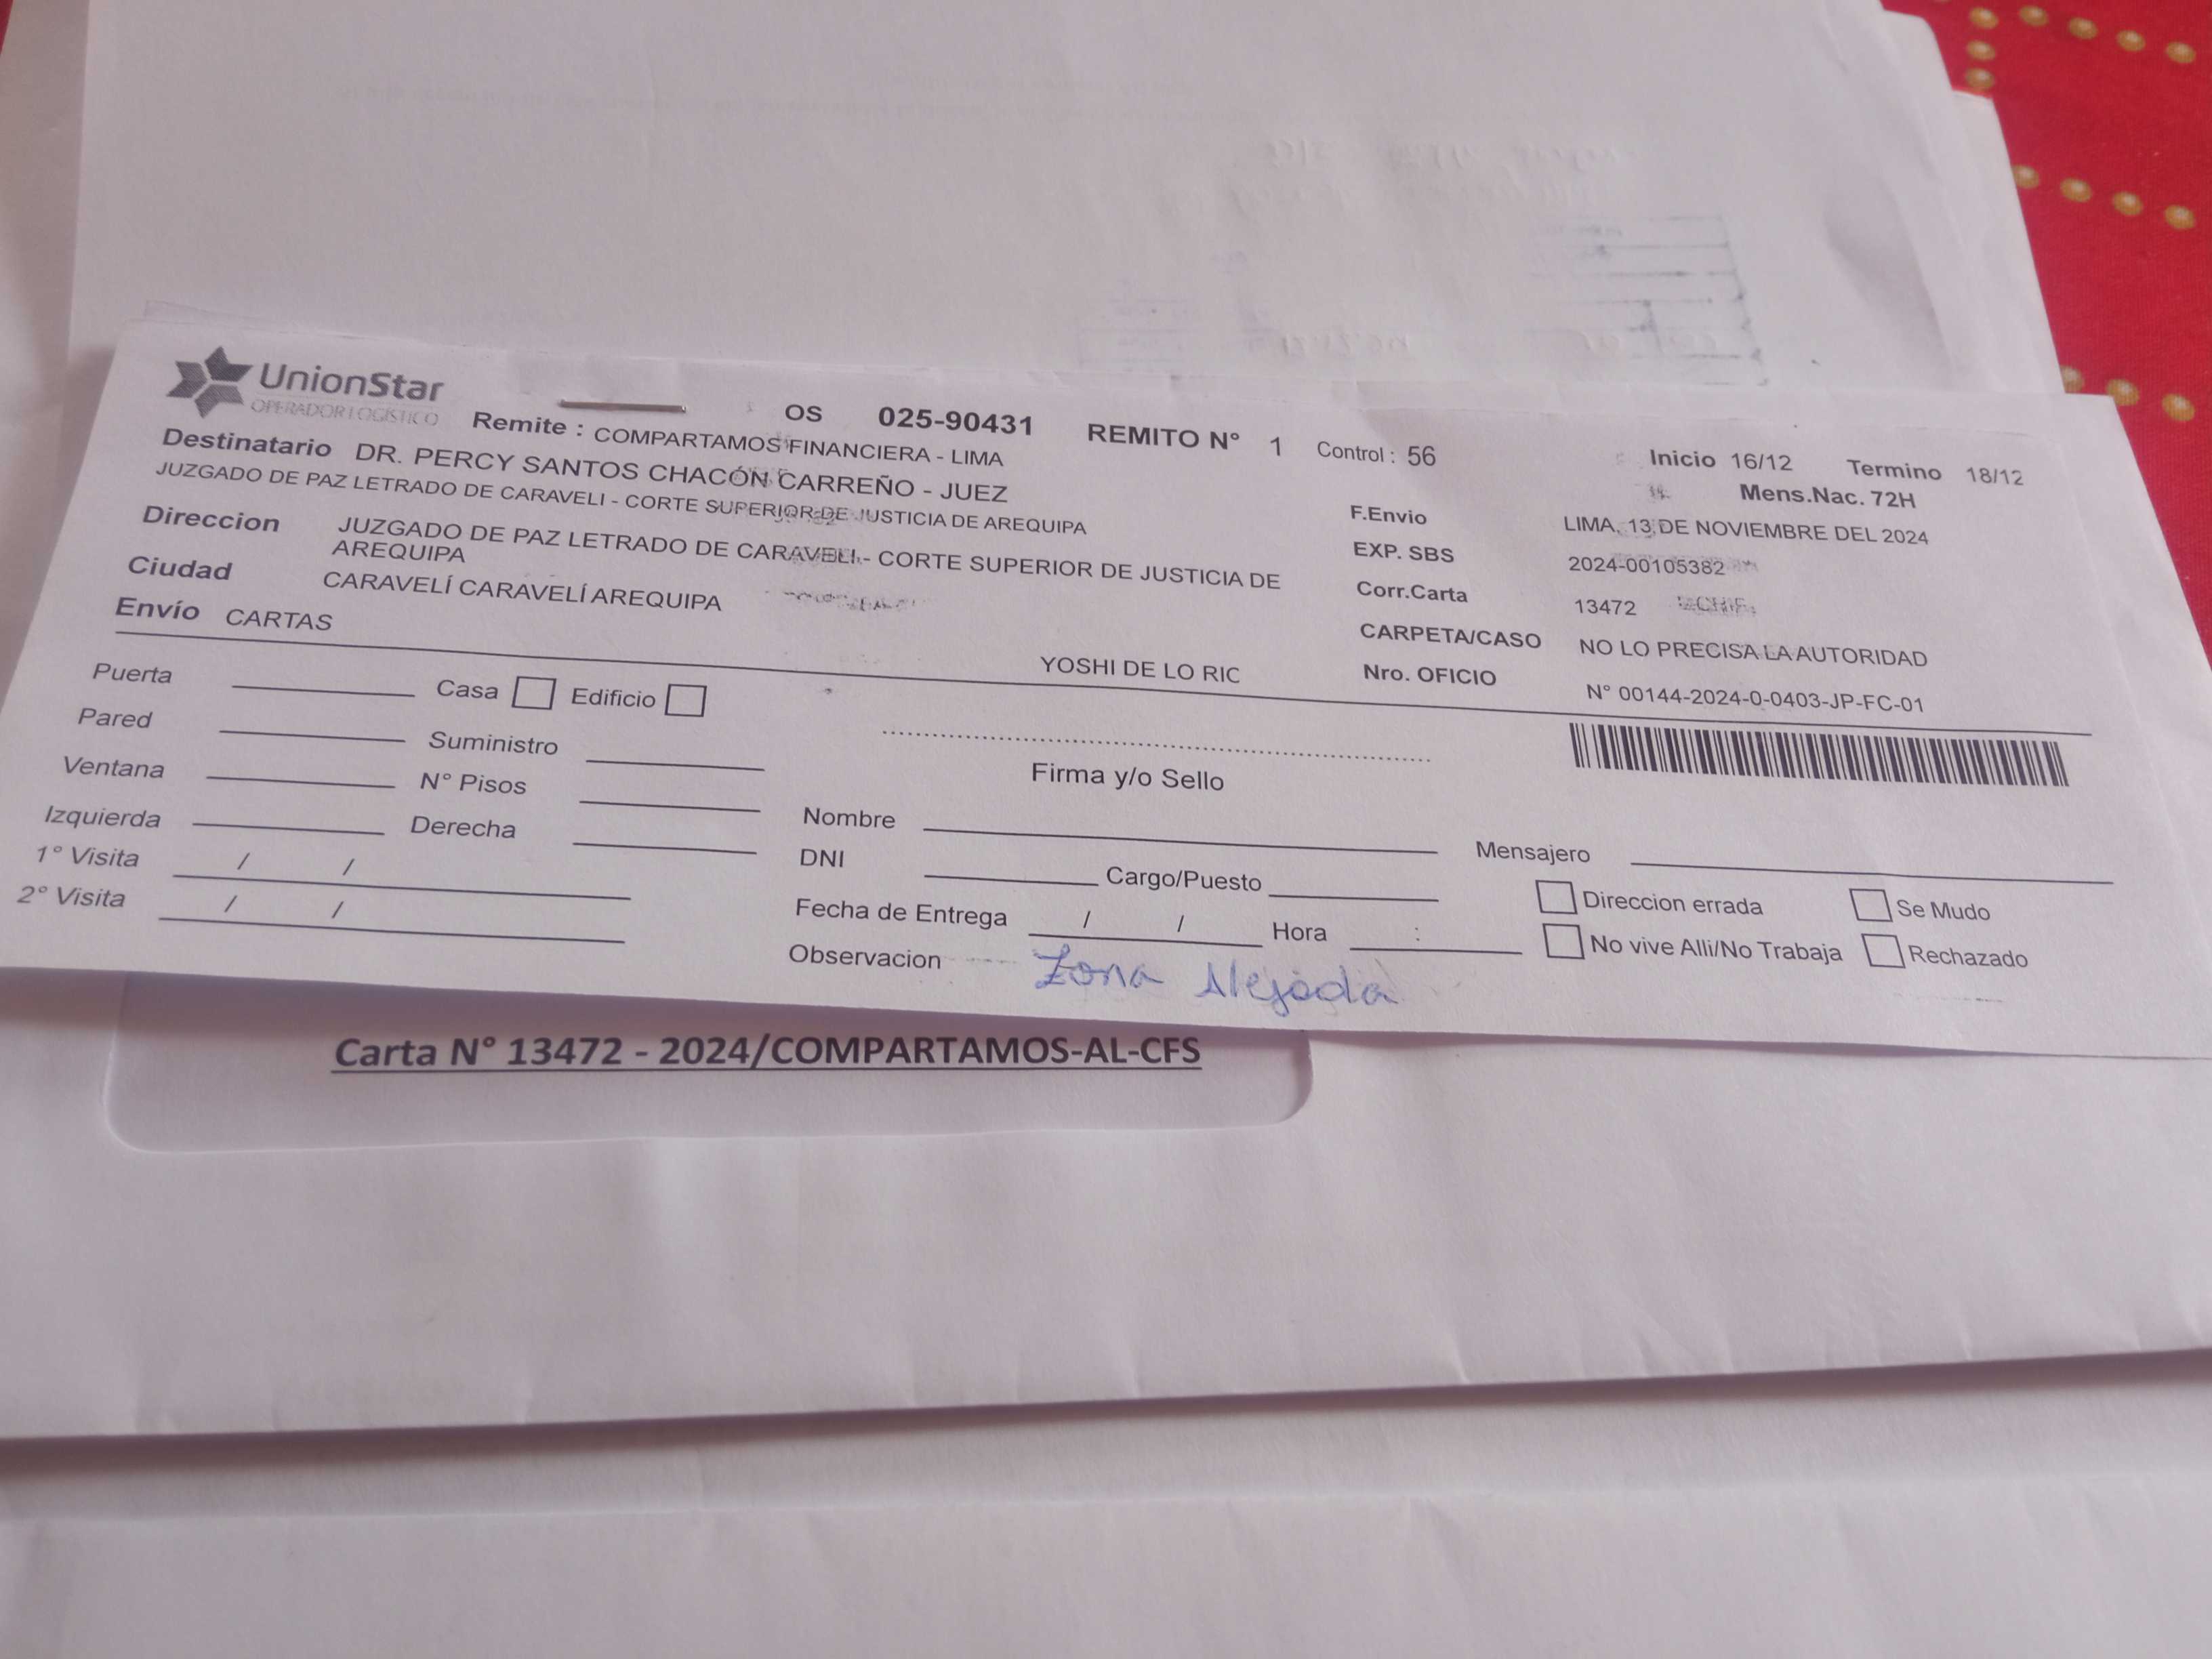 UnionStar
OPERADOR LOGÍSTICO
Remite : COMPARTAMOS FINANCIERA - LIMA
OS 025-90431 REMITO N° 1 Control : 56
Inicio 16/12 Termino 18/12
Mens.Nac. 72H
Destinatario DR. PERCY SANTOS CHACÓN CARREÑO - JUEZ
JUZGADO DE PAZ LETRADO DE CARAVELI - CORTE SUPERIOR DE JUSTICIA DE AREQUIPA
Direccion JUZGADO DE PAZ LETRADO DE CARAVELI - CORTE SUPERIOR DE JUSTICIA DE
AREQUIPA
Ciudad CARAVELÍ CARAVELÍ AREQUIPA
Envío CARTAS
F.Envio LIMA, 13 DE NOVIEMBRE DEL 2024
EXP. SBS 2024-00105382
Corr.Carta 13472
CARPETA/CASO NO LO PRECISA LA AUTORIDAD
Nro. OFICIO N° 00144-2024-0-0403-JP-FC-01
YOSHI DE LO RIC
Puerta Casa Edificio
Pared Suministro
Ventana N° Pisos
Izquierda Derecha
1° Visita / /
2° Visita / /
Firma y/o Sello
Nombre
DNI Cargo/Puesto
Fecha de Entrega / / Hora :
Observacion Zona Alejada
Mensajero
Direccion errada Se Mudo
No vive Alli/No Trabaja Rechazado
Carta N° 13472 - 2024/COMPARTAMOS-AL-CFS